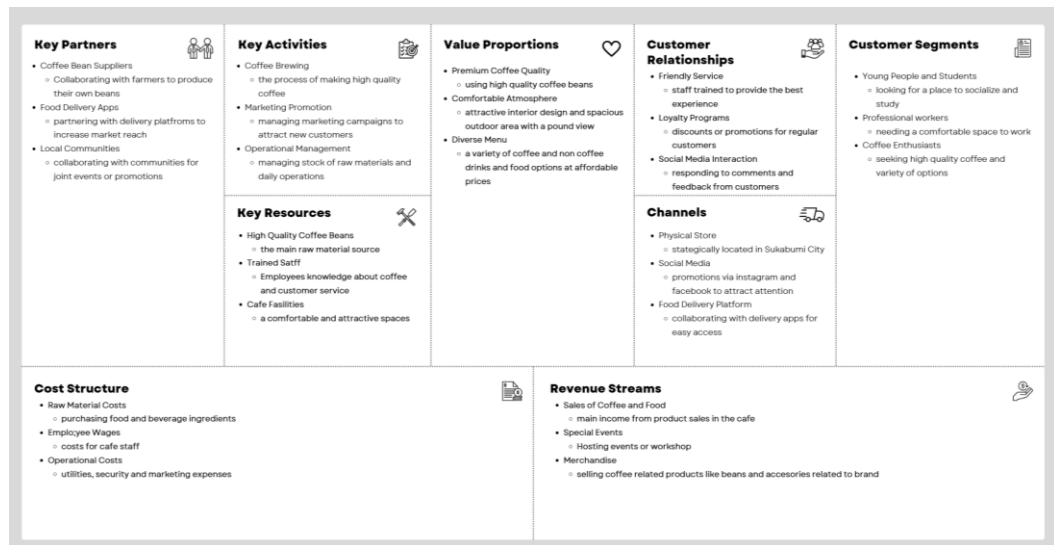 Key Partners
• Coffee Bean Suppliers
◦ Collaborating with farmers to produce
their own beans
• Food Delivery Apps
◦ partnering with delivery platfroms to
increase market reach
• Local Communities
◦ collaborating with communities for
joint events or promotions
Key Activities
• Coffee Brewing
◦ the process of making high quality
coffee
• Marketing Promotion
◦ managing marketing campaigns to
attract new customers
• Operational Management
◦ managing stock of raw materials and
daily operations
Key Resources
• High Quality Coffee Beans
◦ the main raw material source
• Trained Satff
◦ Employees knowledge about coffee
and customer service
• Cafe Fasilities
◦ a comfortable and attractive spaces
Value Proportions
• Premium Coffee Quality
◦ using high quality coffee beans
• Comfortable Atmosphere
◦ attractive interior design and spacious
outdoor area with a pound view
• Diverse Menu
◦ a variety of coffee and non coffee
drinks and food options at affordable
prices
Customer
Relationships
• Friendly Service
◦ staff trained to provide the best
experience
• Loyalty Programs
◦ discounts or promotions for regular
customers
• Social Media Interaction
◦ responding to comments and
feedback from customers
Channels
• Physical Store
◦ stategically located in Sukabumi City
• Social Media
◦ promotions via instagram and
facebook to attract attention
• Food Delivery Platform
◦ collaborating with delivery apps for
easy access
Customer Segments
• Young People and Students
◦ looking for a place to socialize and
study
• Professional workers
◦ needing a comfortable space to work
• Coffee Enthusiasts
◦ seeking high quality coffee and
variety of options
Cost Structure
• Raw Material Costs
◦ purchasing food and beverage ingredients
• Emplo;yee Wages
◦ costs for cafe staff
• Operational Costs
◦ utilities, security and marketing expenses
Revenue Streams
• Sales of Coffee and Food
◦ main income from product sales in the cafe
• Special Events
◦ Hosting events or workshop
• Merchandise
◦ selling coffee related products like beans and accesories related to brand